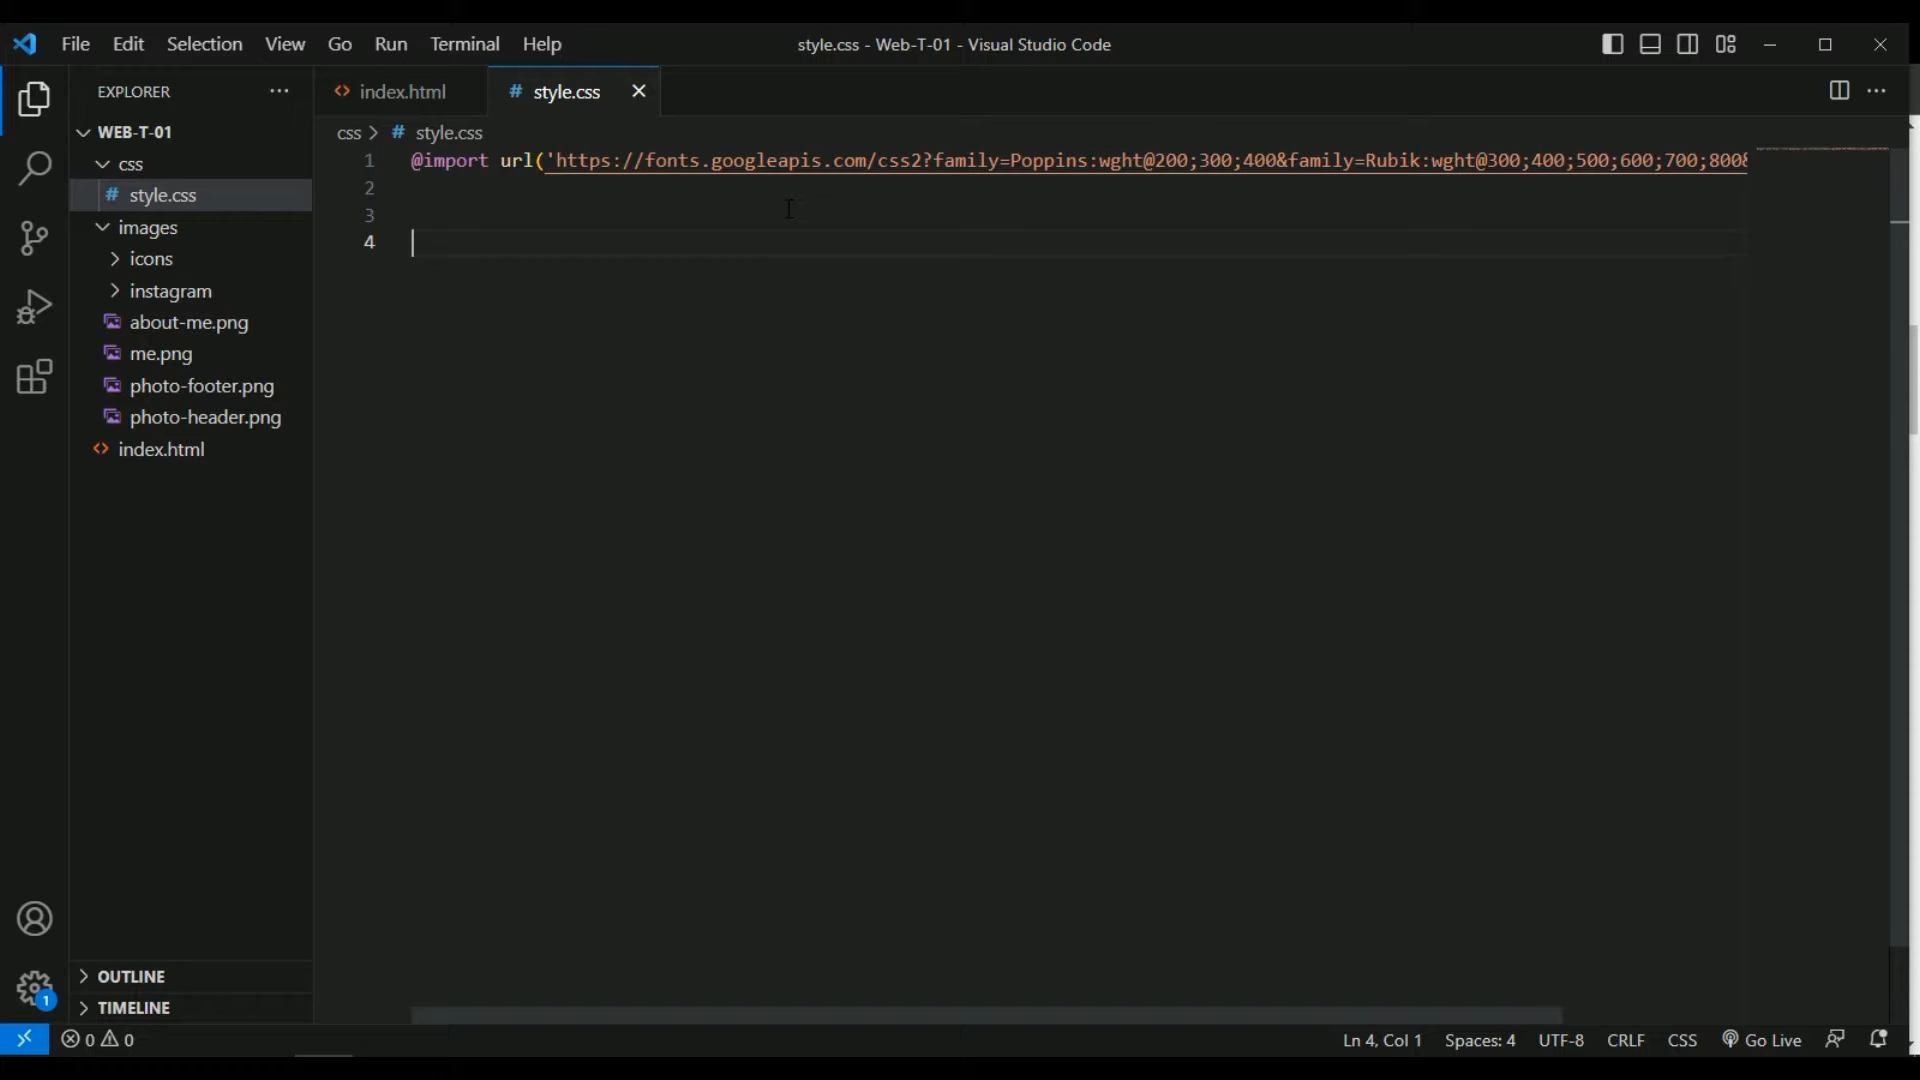 File Edit Selection View Go Run Terminal Help
style.css - Web-T-01 - Visual Studio Code
EXPLORER
index.html
# style.css
WEB-T-01
css > # style.css
css
# style.css
images
icons
instagram
about-me.png
me.png
photo-footer.png
photo-header.png
index.html
1 @import url('https://fonts.googleapis.com/css2?family=Poppins:wght@200;300;400&family=Rubik:wght@300;400;500;600;700;800&
2
3
4
OUTLINE
TIMELINE
1
0 0
Ln 4, Col 1 Spaces: 4 UTF-8 CRLF CSS Go Live